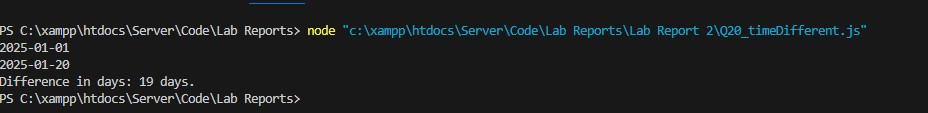 PS C:\xampp\htdocs\Server\Code\Lab Reports> node "c:\xampp\htdocs\Server\Code\Lab Reports\Lab Report 2\Q20_timeDifferent.js"
2025-01-01
2025-01-20
Difference in days: 19 days.
PS C:\xampp\htdocs\Server\Code\Lab Reports>